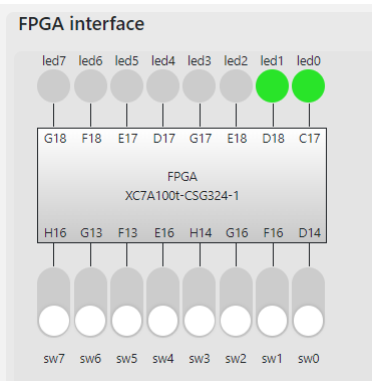 FPGA interface
led7 led6 led5 led4 led3 led2 led1 led0
G18 F18 E17 D17 G17 E18 D18 C17
FPGA
XC7A100t-CSG324-1
H16 G13 F13 E16 H14 G16 F16 D14
sw7 sw6 sw5 sw4 sw3 sw2 sw1 sw0